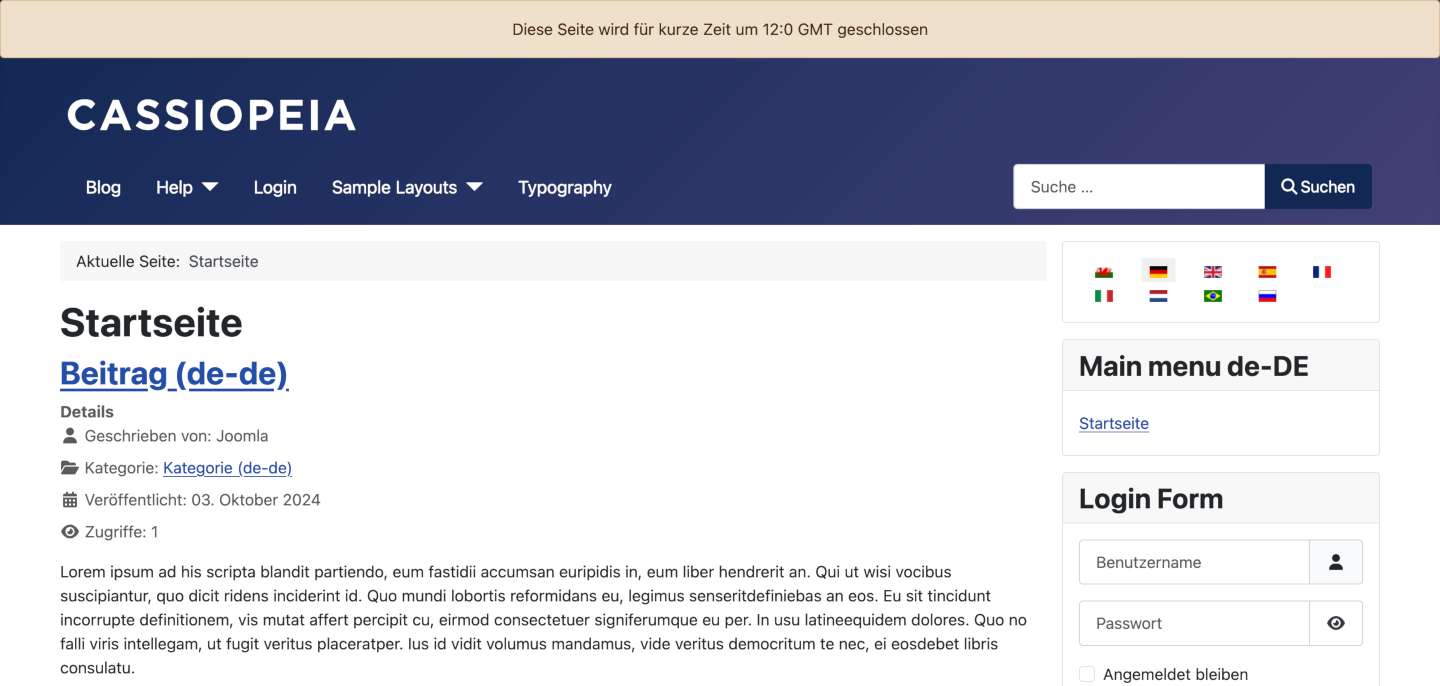 Diese Seite wird für kurze Zeit um 12:0 GMT geschlossen
CASSIOPEIA
Blog Help Login Sample Layouts Typography
Suche ... Suchen
Aktuelle Seite: Startseite
Startseite
Beitrag (de-de)
Details
Geschrieben von: Joomla
Kategorie: Kategorie (de-de)
Veröffentlicht: 03. Oktober 2024
Zugriffe: 1
Lorem ipsum ad his scripta blandit partiendo, eum fastidii accumsan euripidis in, eum liber hendrerit an. Qui ut wisi vocibus
suscipiantur, quo dicit ridens inciderint id. Quo mundi lobortis reformidans eu, legimus senseritdefiniebas an eos. Eu sit tincidunt
incorrupte definitionem, vis mutat affert percipit cu, eirmod consectetuer signiferumque eu per. In usu latineequidem dolores. Quo no
falli viris intellegam, ut fugit veritus placeratper. Ius id vidit volumus mandamus, vide veritus democritum te nec, ei eosdebet libris
consulatu.
Main menu de-DE
Startseite
Login Form
Benutzername
Passwort
Angemeldet bleiben